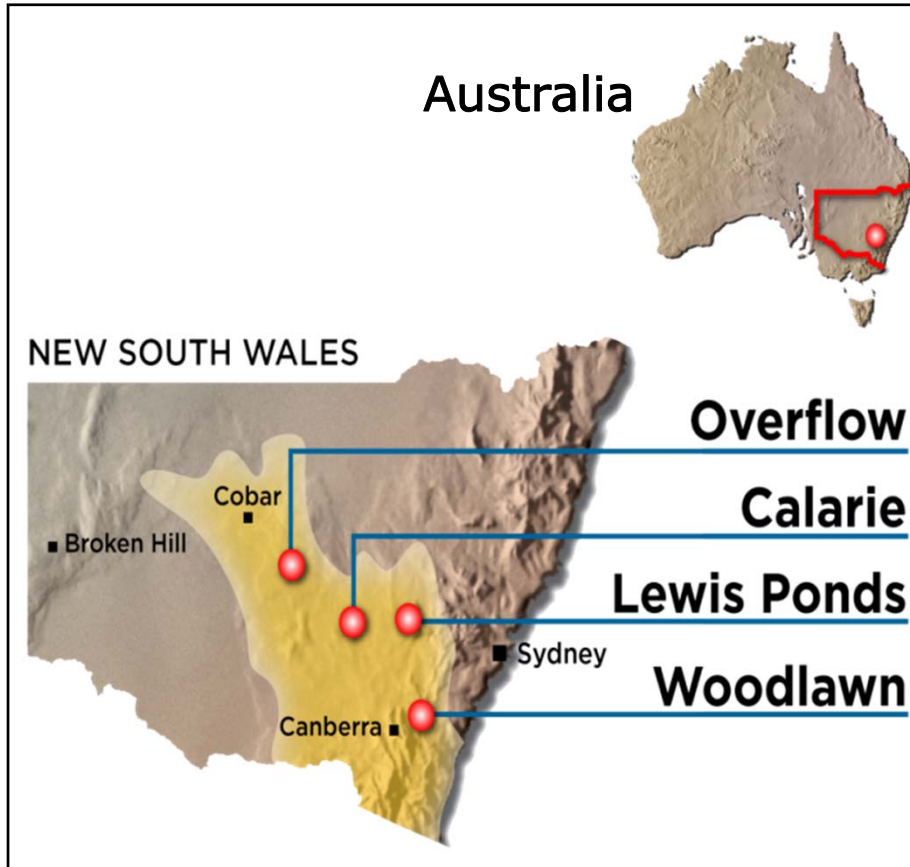 Australia
NEW SOUTH WALES
Overflow
Cobar
Calarie
Broken Hill
Lewis Ponds
Sydney
Woodlawn
Canberra